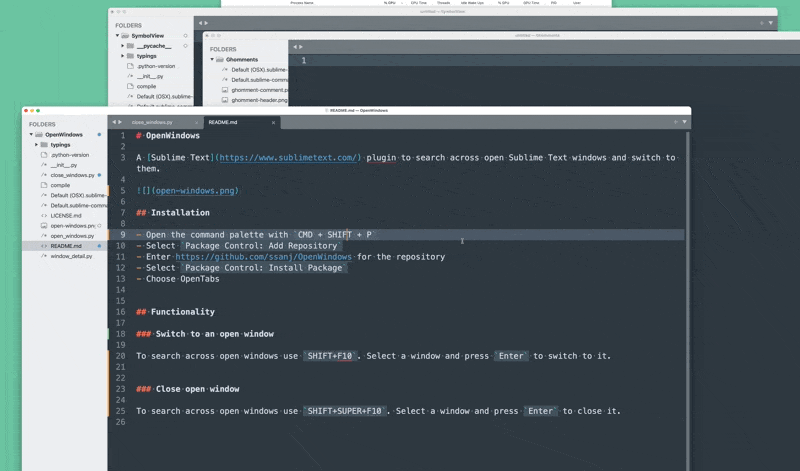 Process Name % CPU CPU Time Threads Idle Wake Ups % GPU GPU Time PID User
FOLDERS
SymbolView
__pycache__
typings
.python-version
__init__.py
compile
Default (OSX).sublime-
FOLDERS
Ghomments
Default (OSX).sublime-
Default.sublime-comma
ghomment-comment.pn
ghomment-header.png
1
README.md — OpenWindows
FOLDERS
OpenWindows
typings
.python-version
__init__.py
close_windows.py
compile
Default (OSX).sublime-
Default.sublime-comma
LICENSE.md
open-windows.png
open_windows.py
README.md
window_detail.py
close_windows.py
README.md
1 # OpenWindows
2
3 A [Sublime Text](https://www.sublimetext.com/) plugin to search across open Sublime Text windows and switch to
them.
4
5 ![](open-windows.png)
6
7 ## Installation
8
9 - Open the command palette with `CMD + SHIFT + P`
10 - Select `Package Control: Add Repository`
11 - Enter https://github.com/ssanj/OpenWindows for the repository
12 - Select `Package Control: Install Package`
13 - Choose OpenTabs
14
15
16 ## Functionality
17
18 ### Switch to an open window
19
20 To search across open windows use `SHIFT+F10`. Select a window and press `Enter` to switch to it.
21
22
23 ### Close open window
24
25 To search across open windows use `SHIFT+SUPER+F10`. Select a window and press `Enter` to close it.
26